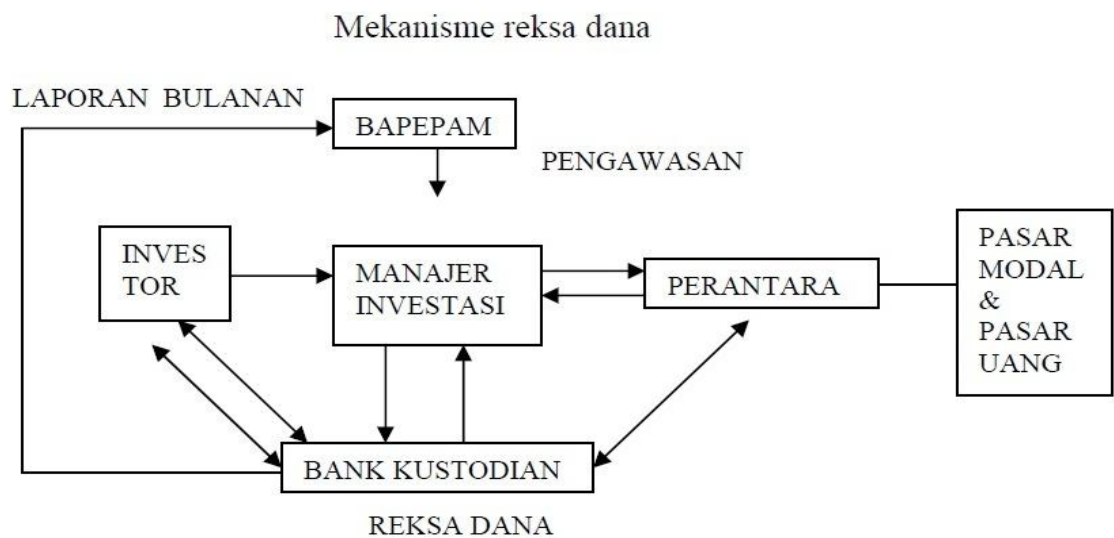 Mekanisme reksa dana
LAPORAN BULANAN
BAPEPAM
PENGAWASAN
INVES
TOR
MANAJER
INVESTASI
PERANTARA
PASAR
MODAL
&
PASAR
UANG
BANK KUSTODIAN
REKSA DANA